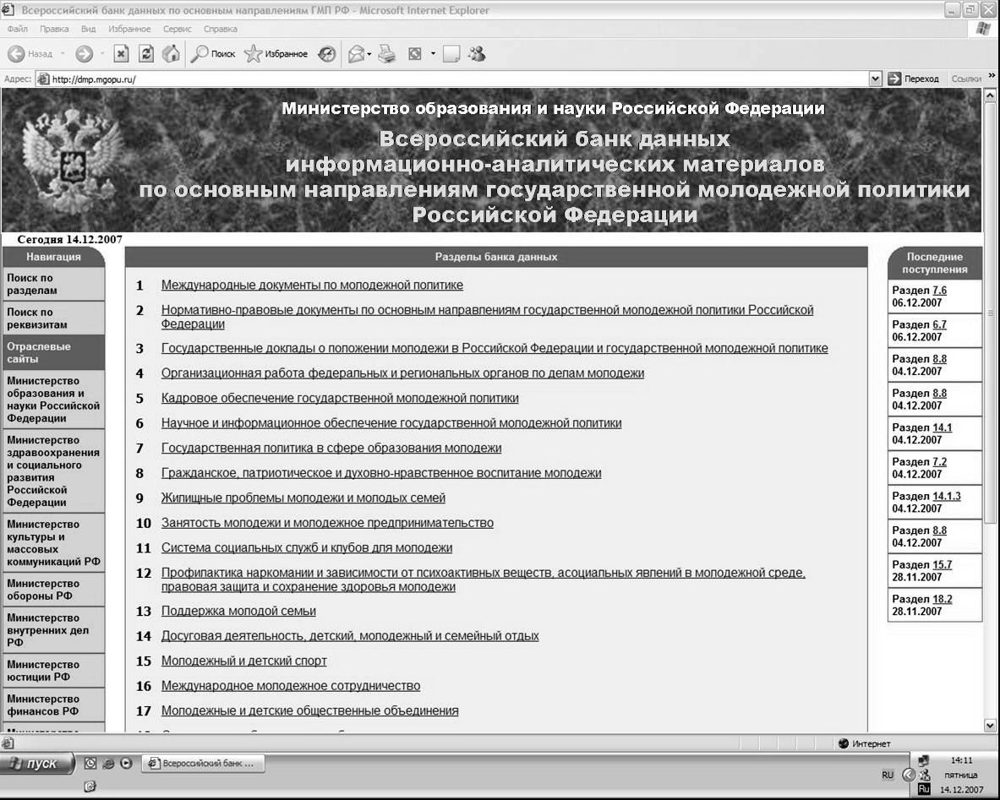 Всероссийский банк данных по основным направлениям ГМП РФ - Microsoft Internet Explorer
Файл Правка Вид Избранное Сервис Справка
Назад Поиск Избранное
Адрес: http://dmp.mgopu.ru/ Переход Ссылки »
Министерство образования и науки Российской Федерации
Всероссийский банк данных
информационно-аналитических материалов
по основным направлениям государственной молодежной политики
Российской Федерации
Сегодня 14.12.2007
Навигация
Поиск по
разделам
Поиск по
реквизитам
Отраслевые
сайты
Министерство
образования и
науки Российской
Федерации
Министерство
здравоохранения
и социального
развития
Российской
Федерации
Министерство
культуры и
массовых
коммуникаций РФ
Министерство
обороны РФ
Министерство
внутренних дел
РФ
Министерство
юстиции РФ
Министерство
финансов РФ
Разделы банка данных
1 Международные документы по молодежной политике
2 Нормативно-правовые документы по основным направлениям государственной молодежной политики Российской
Федерации
3 Государственные доклады о положении молодежи в Российской Федерации и государственной молодежной политике
4 Организационная работа федеральных и региональных органов по делам молодежи
5 Кадровое обеспечение государственной молодежной политики
6 Научное и информационное обеспечение государственной молодежной политики
7 Государственная политика в сфере образования молодежи
8 Гражданское, патриотическое и духовно-нравственное воспитание молодежи
9 Жилищные проблемы молодежи и молодых семей
10 Занятость молодежи и молодежное предпринимательство
11 Система социальных служб и клубов для молодежи
12 Профилактика наркомании и зависимости от психоактивных веществ, асоциальных явлений в молодежной среде,
правовая защита и сохранение здоровья молодежи
13 Поддержка молодой семьи
14 Досуговая деятельность, детский, молодежный и семейный отдых
15 Молодежный и детский спорт
16 Международное молодежное сотрудничество
17 Молодежные и детские общественные объединения
Последние
поступления
Раздел 7.6
06.12.2007
Раздел 6.7
06.12.2007
Раздел 8.8
04.12.2007
Раздел 8.8
04.12.2007
Раздел 14.1
04.12.2007
Раздел 7.2
04.12.2007
Раздел 14.1.3
04.12.2007
Раздел 8.8
04.12.2007
Раздел 15.7
28.11.2007
Раздел 18.2
28.11.2007
Интернет
пуск Всероссийский банк ... 14:11
RU пятница
Ru 14.12.2007